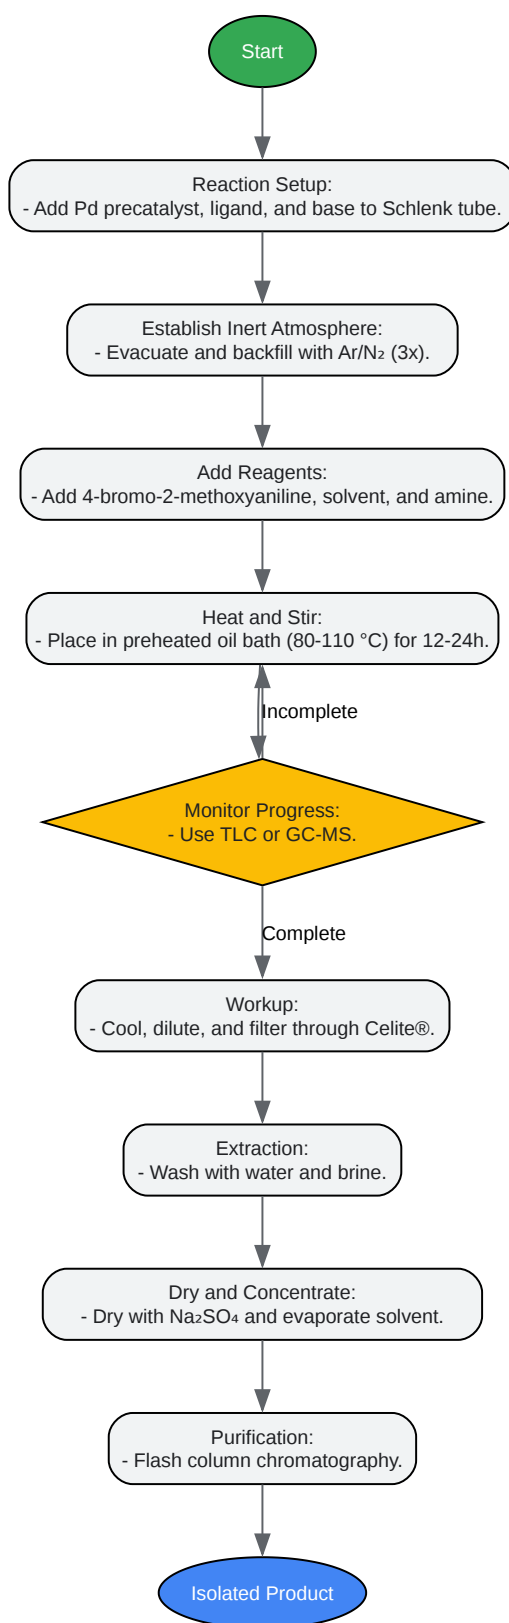 Start
Reaction Setup:
- Add Pd precatalyst, ligand, and base to Schlenk tube.
Establish Inert Atmosphere:
- Evacuate and backfill with Ar/N₂ (3x).
Add Reagents:
- Add 4-bromo-2-methoxyaniline, solvent, and amine.
Heat and Stir:
- Place in preheated oil bath (80-110 °C) for 12-24h.
Incomplete
Monitor Progress:
- Use TLC or GC-MS.
Complete
Workup:
- Cool, dilute, and filter through Celite®.
Extraction:
- Wash with water and brine.
Dry and Concentrate:
- Dry with Na₂SO₄ and evaporate solvent.
Purification:
- Flash column chromatography.
Isolated Product